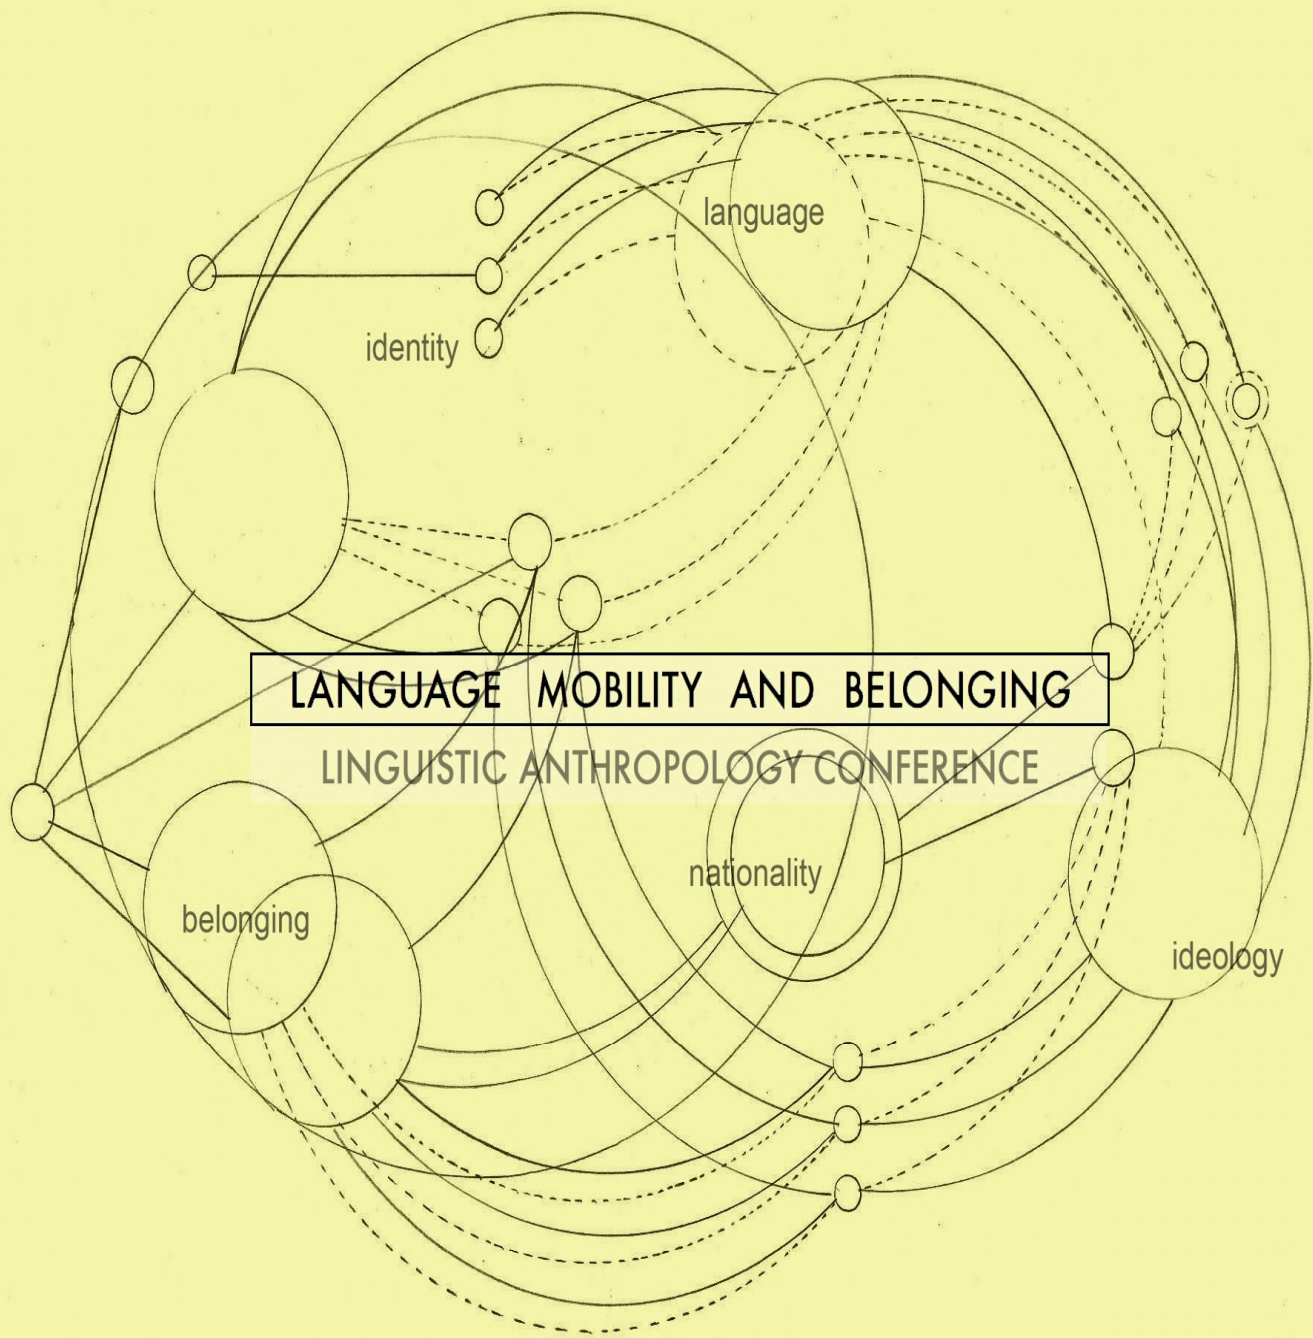 language
identity
LANGUAGE MOBILITY AND BELONGING
LINGUISTIC ANTHROPOLOGY CONFERENCE
nationality
belonging
ideology